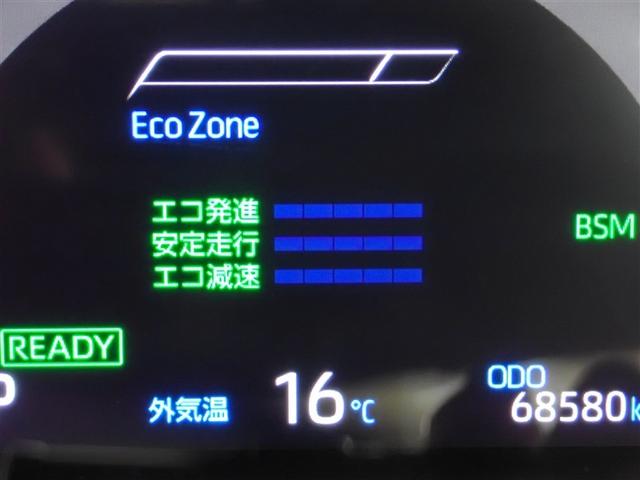 Eco Zone
エコ発進
安定走行
エコ減速
BSM
READY
外気温 16℃
ODO
68580k